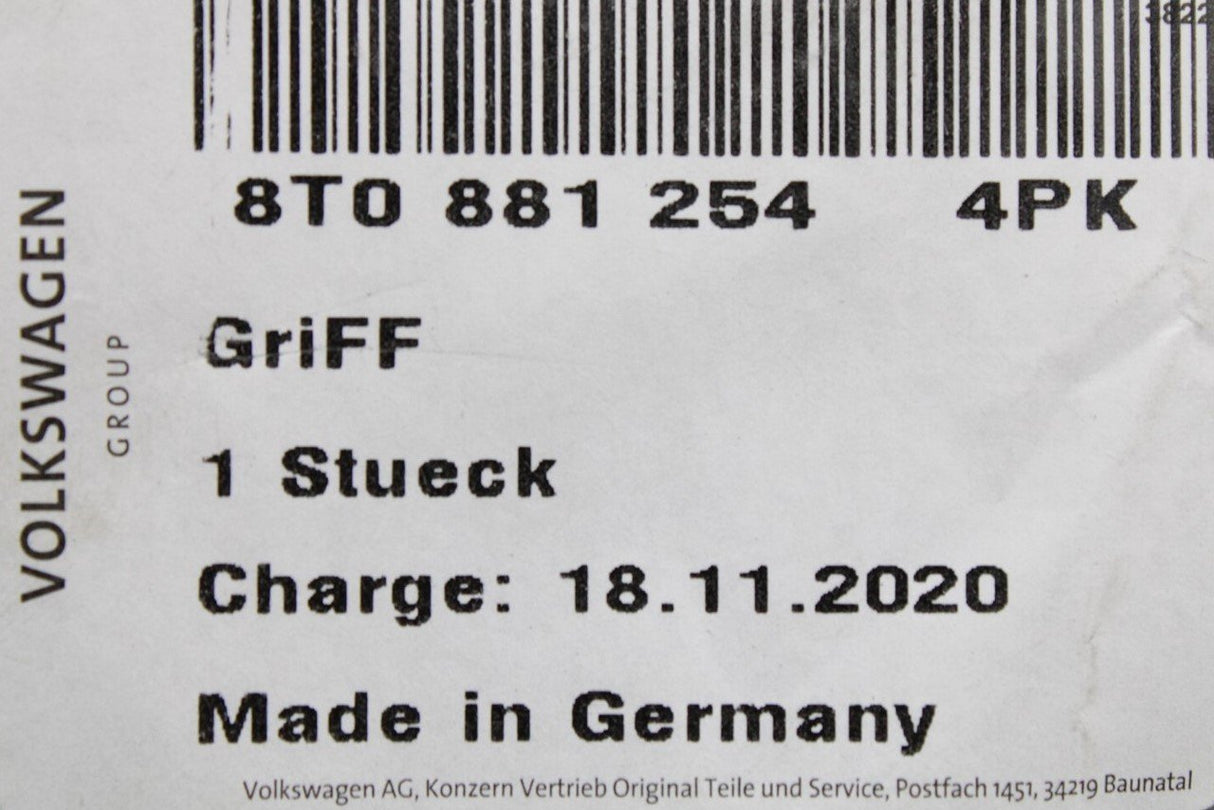 8T0 881 254 4PK
GriFF
1 Stueck
Charge: 18.11.2020
Made in Germany
Volkswagen AG, Konzern Vertrieb Original Teile und Service, Postfach 1451, 34219 Baunatal
VOLKSWAGEN
GROUP